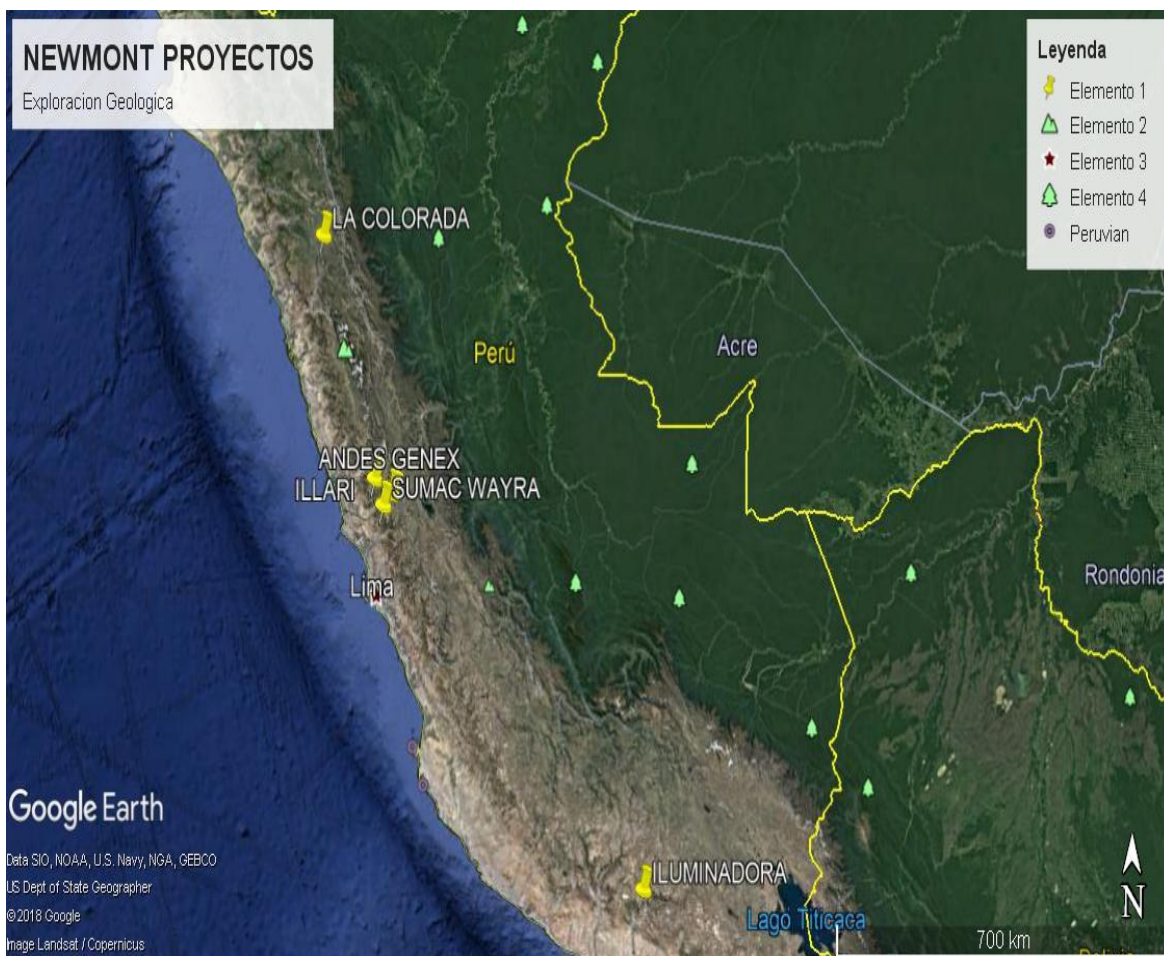 NEWMONT PROYECTOS
Exploracion Geologica
Leyenda
Elemento 1
Elemento 2
Elemento 3
Elemento 4
Peruvian
LA COLORADA
Perú
Acre
ANDES GENEX
ILLARI
SUMAC WAYRA
Lima
Rondonia
Google Earth
Data SIO, NOAA, U.S. Navy, NGA, GEBCO
US Dept of State Geographer
©2018 Google
Image Landsat / Copernicus
ILUMINADORA
Lago Titicaca
N
700 km